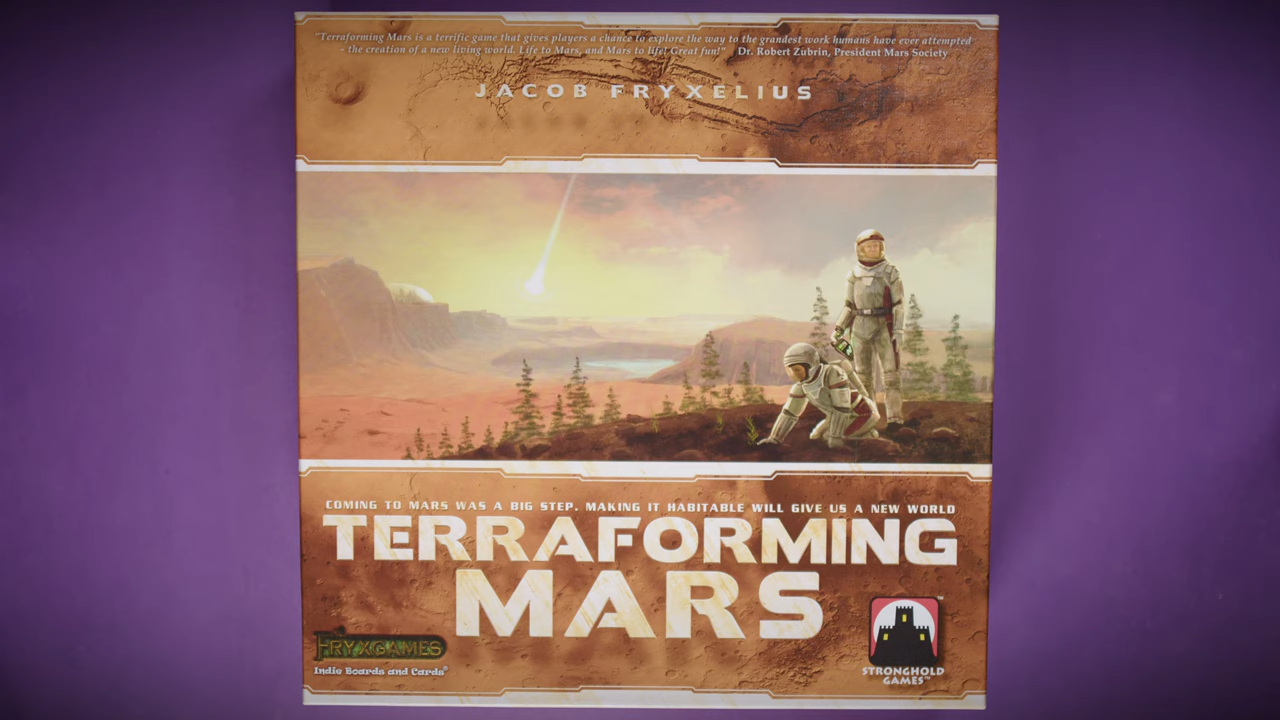 "Terraforming Mars is a terrific game that gives players a chance to explore the way to the grandest work humans have ever attempted
- the creation of a new living world. Life to Mars, and Mars to life! Great fun!" Dr. Robert Zubrin, President Mars Society
JACOB FRYXELIUS
COMING TO MARS WAS A BIG STEP. MAKING IT HABITABLE WILL GIVE US A NEW WORLD
TERRAFORMING
MARS
FRYXGAMES
Indie Boards and Cards®
STRONGHOLD
GAMES™